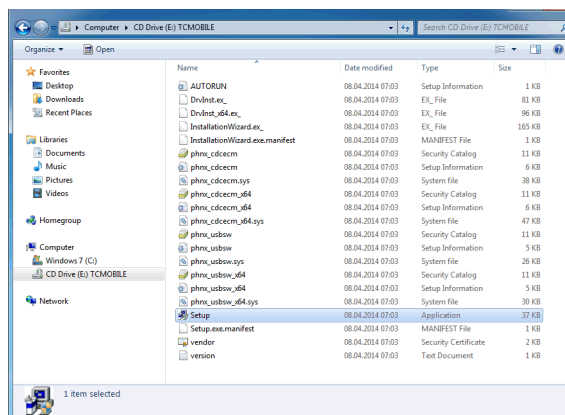 Computer ▸ CD Drive (E:) TCMOBILE
Search CD Drive (E:) TCMOBILE
Organize Open
Name Date modified Type Size
Favorites
Desktop
Downloads
Recent Places
Libraries
Documents
Music
Pictures
Videos
Homegroup
Computer
Windows 7 (C:)
CD Drive (E:) TCMOBILE
Network
AUTORUN 08.04.2014 07:03 Setup Information 1 KB
DrvInst.ex_ 08.04.2014 07:03 EX_ File 81 KB
DrvInst_x64.ex_ 08.04.2014 07:03 EX_ File 96 KB
InstallationWizard.ex_ 08.04.2014 07:03 EX_ File 165 KB
InstallationWizard.exe.manifest 08.04.2014 07:03 MANIFEST File 1 KB
phnx_cdcecm 08.04.2014 07:03 Security Catalog 11 KB
phnx_cdcecm 08.04.2014 07:03 Setup Information 6 KB
phnx_cdcecm.sys 08.04.2014 07:03 System file 38 KB
phnx_cdcecm_x64 08.04.2014 07:03 Security Catalog 11 KB
phnx_cdcecm_x64 08.04.2014 07:03 Setup Information 6 KB
phnx_cdcecm_x64.sys 08.04.2014 07:03 System file 47 KB
phnx_usbsw 08.04.2014 07:03 Security Catalog 11 KB
phnx_usbsw 08.04.2014 07:03 Setup Information 5 KB
phnx_usbsw.sys 08.04.2014 07:03 System file 26 KB
phnx_usbsw_x64 08.04.2014 07:03 Security Catalog 11 KB
phnx_usbsw_x64 08.04.2014 07:03 Setup Information 5 KB
phnx_usbsw_x64.sys 08.04.2014 07:03 System file 30 KB
Setup 08.04.2014 07:03 Application 37 KB
Setup.exe.manifest 08.04.2014 07:03 MANIFEST File 1 KB
vendor 08.04.2014 07:03 Security Certificate 2 KB
version 08.04.2014 07:03 Text Document 1 KB
1 item selected